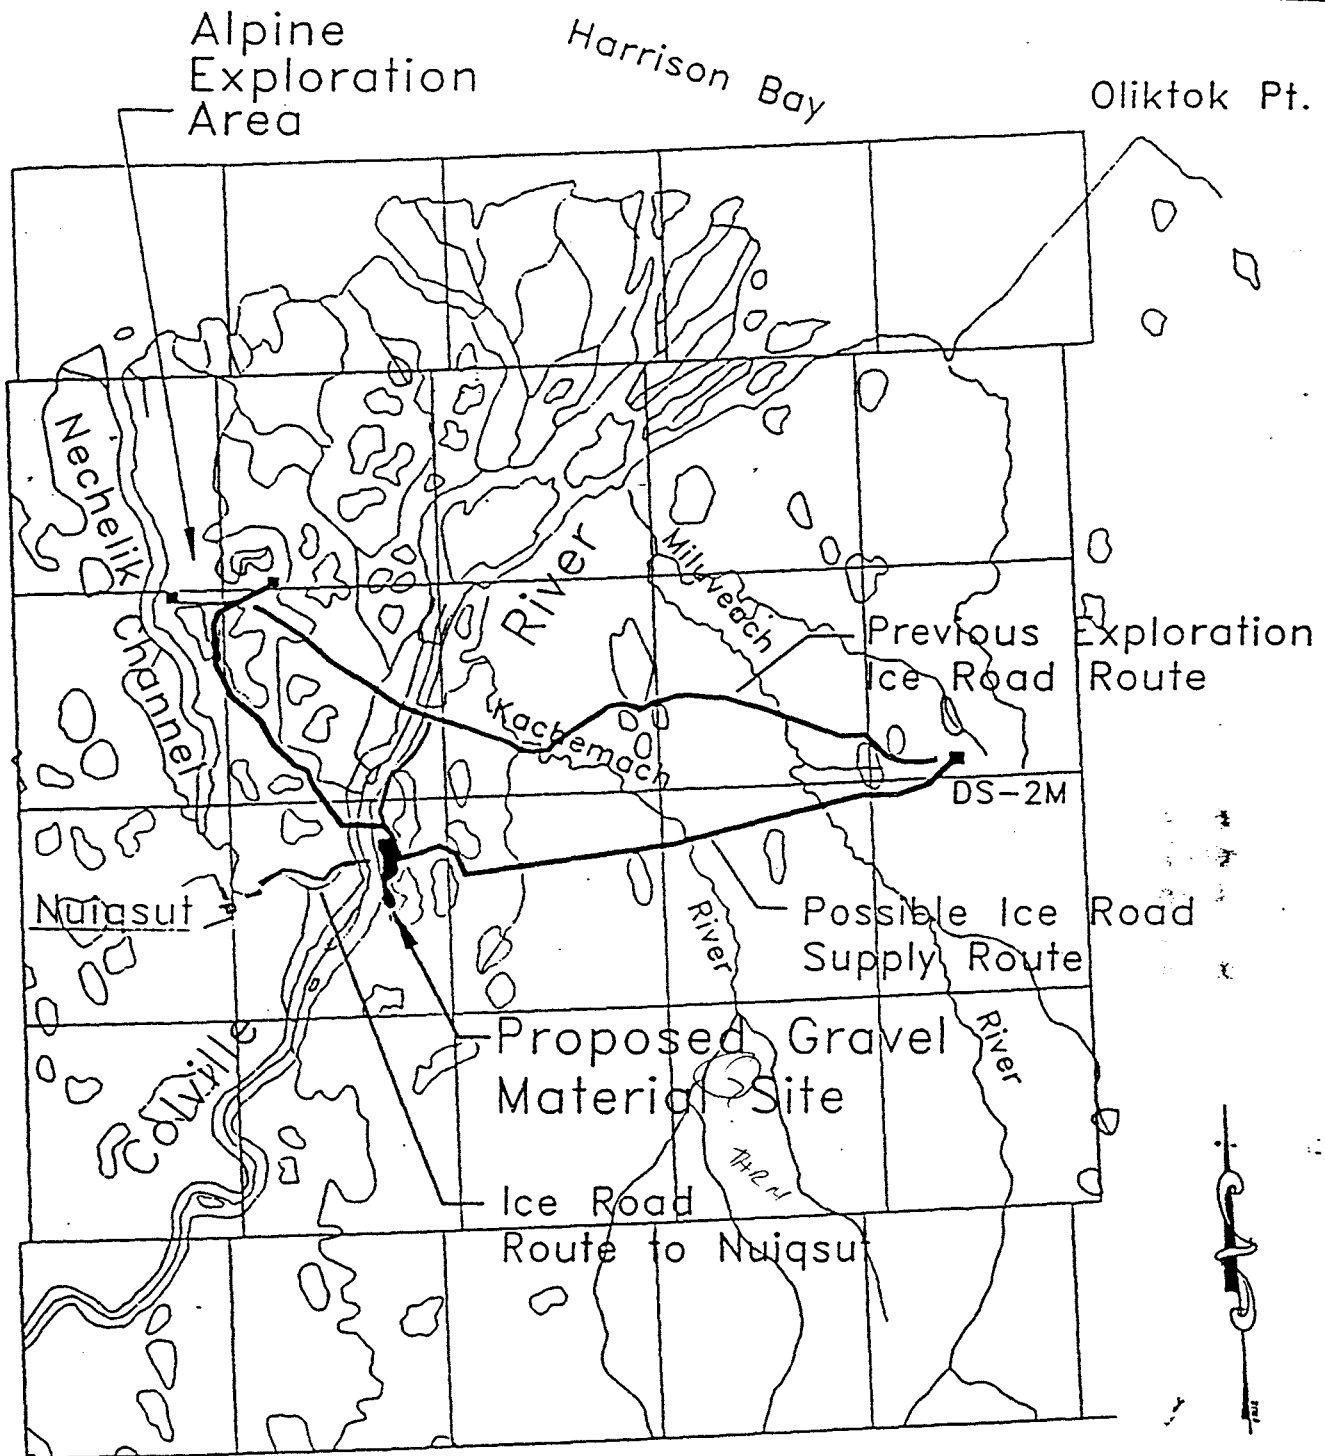 Alpine
Exploration
Area
Harrison Bay
Oliktok Pt.
Nechelik
Channel
River
Miluveach
Previous Exploration
Ice Road Route
Kachemach
DS-2M
Nuiqsut
River
Possible Ice Road
Supply Route
Colville
Proposed Gravel
Material Site
River
Ice Road
Route to Nuiqsut